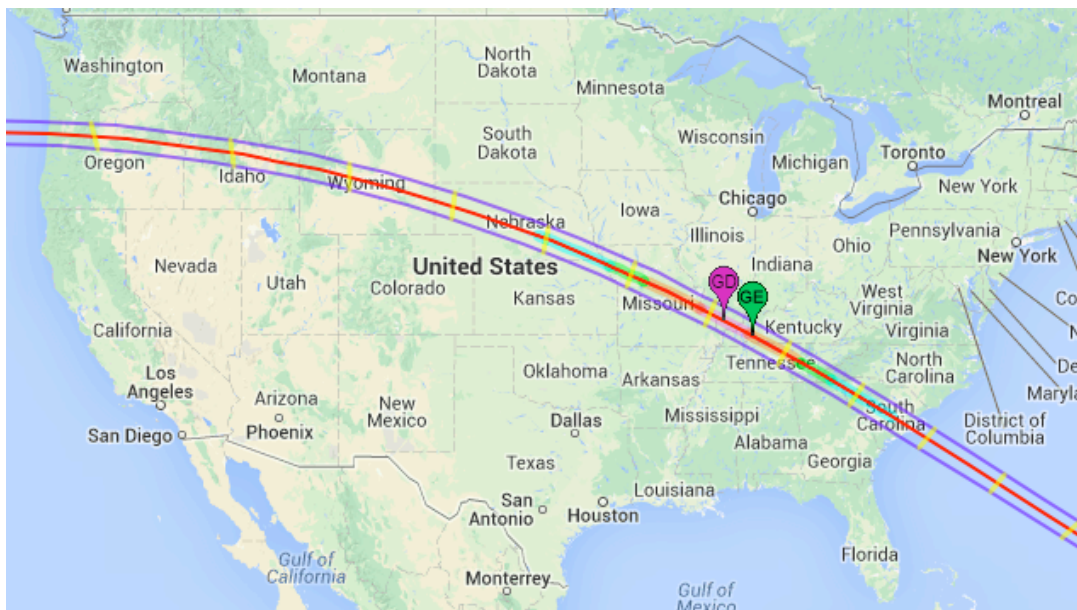 Washington
Montana
North
Dakota
Minnesota
Montreal
Oregon
Idaho
Wyoming
South
Dakota
Wisconsin
Michigan
Toronto
New York
Nebraska
Iowa
Chicago
Illinois
Indiana
Ohio
Pennsylvania
New York
Nevada
Utah
Colorado
United States
Kansas
Missouri
GD
GE
Kentucky
West
Virginia
Virginia
California
Los
Angeles
San Diego
Arizona
Phoenix
New
Mexico
Oklahoma
Arkansas
Tennessee
North
Carolina
South
Carolina
Mississippi
Alabama
Georgia
Dallas
Texas
Louisiana
San
Antonio
Houston
Florida
Gulf of
California
Monterrey
Gulf of
Mexico
Co
N
De
Maryla
District of
Columbia